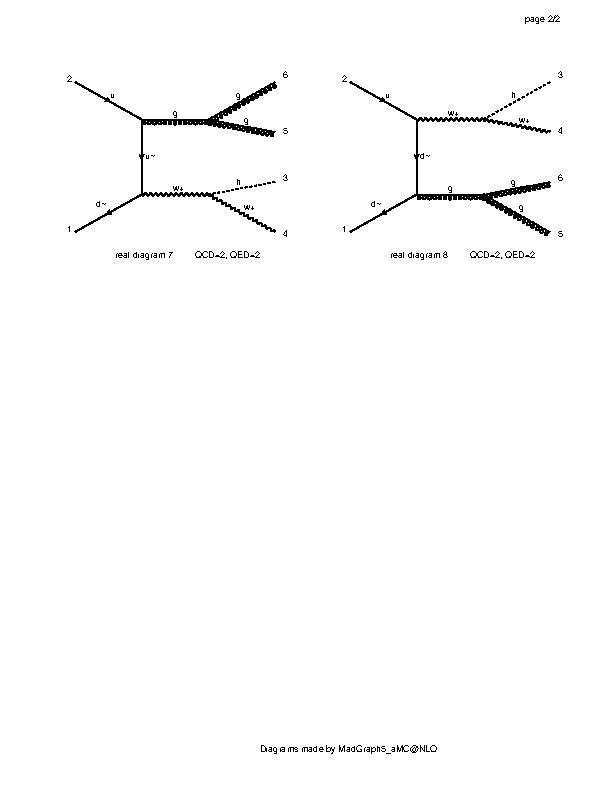 page 2/2
2
u
g
g
6
g
5
u~
d~
w+
h
3
w+
4
1
real diagram 7 QCD=2, QED=2
2
u
w+
h
3
w+
4
d~
d~
g
g
6
g
5
1
real diagram 8 QCD=2, QED=2
Diagrams made by MadGraph5_aMC@NLO